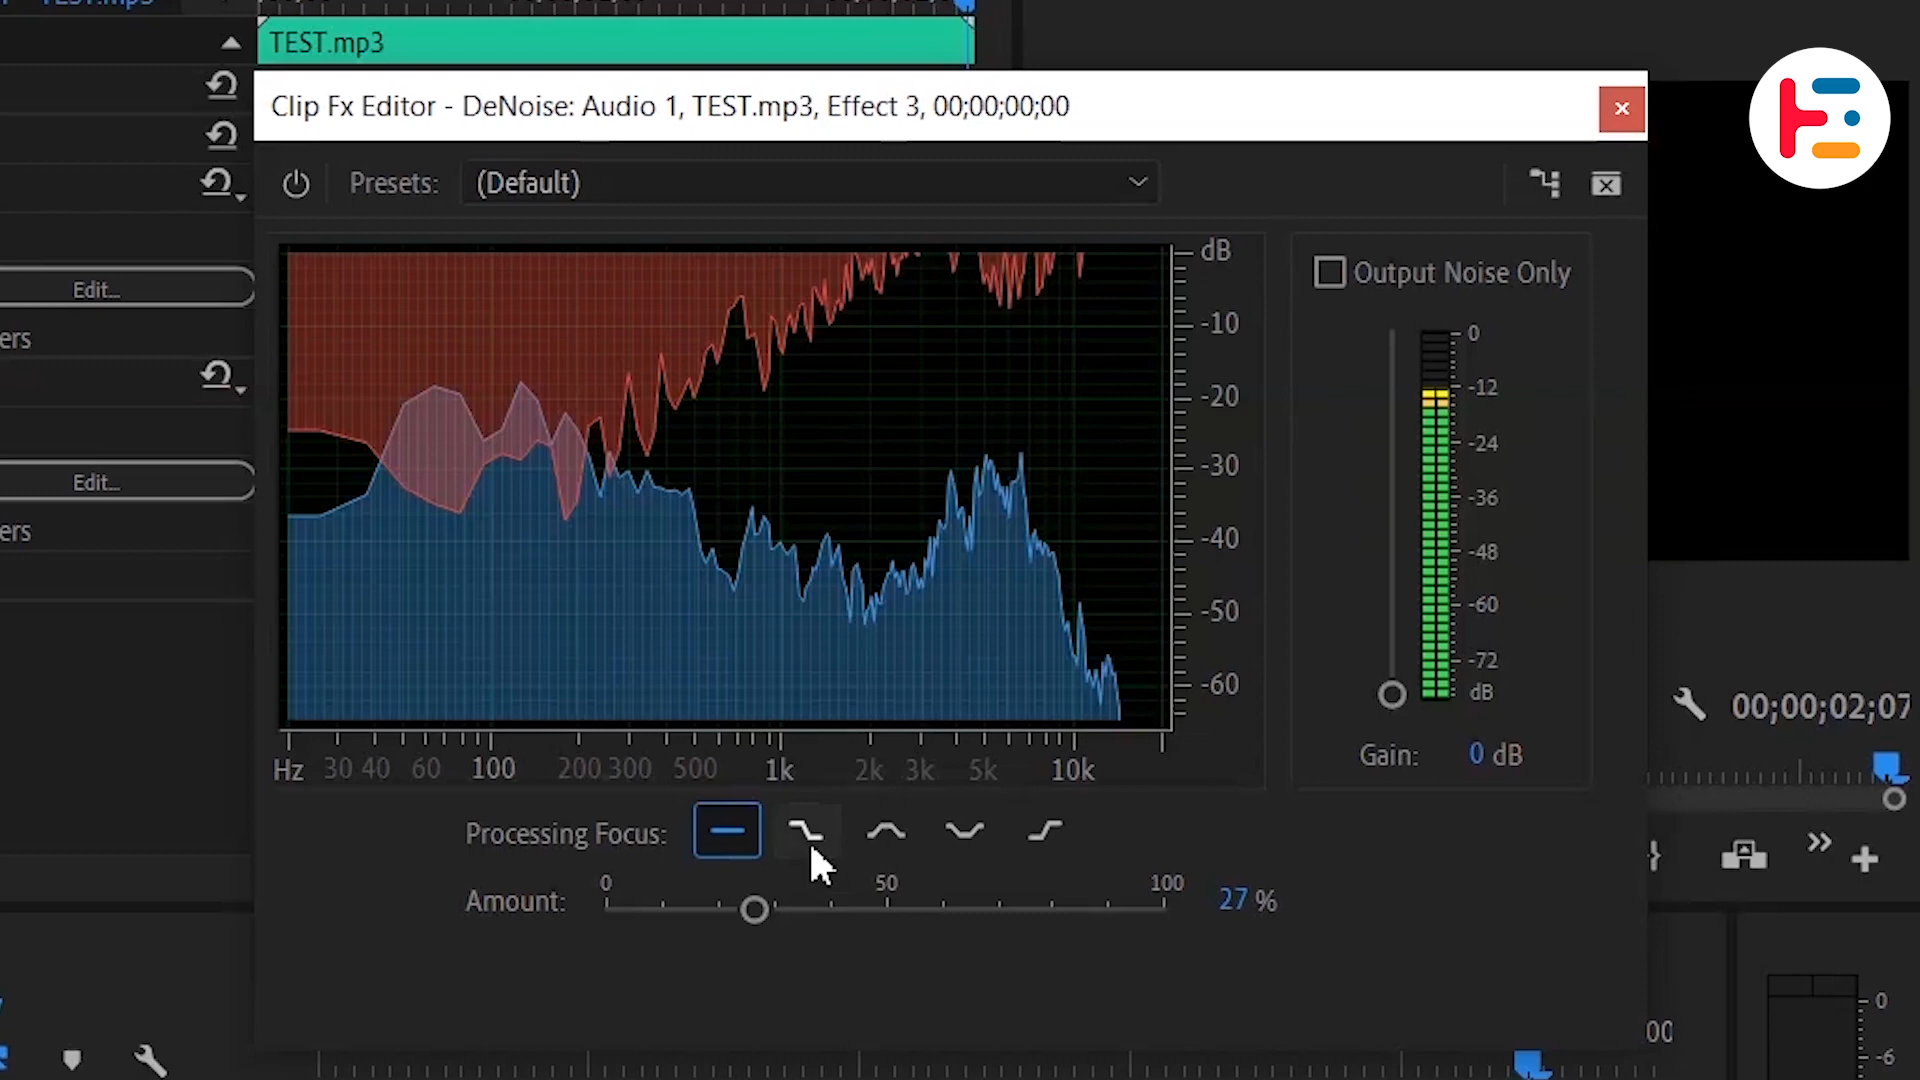 TEST.mp3
TEST.mp3
Clip Fx Editor - DeNoise: Audio 1, TEST.mp3, Effect 3, 00;00;00;00
Presets: (Default)
dB
-10
-20
-30
-40
-50
-60
Hz 30 40 60 100 200 300 500 1k 2k 3k 5k 10k
Output Noise Only
0
-12
-24
-36
-48
-60
-72
dB
Gain: 0 dB
Processing Focus:
0 50 100
Amount: 27 %
Edit...
ers
Edit...
ers
00;00;02;07
00
0
-6